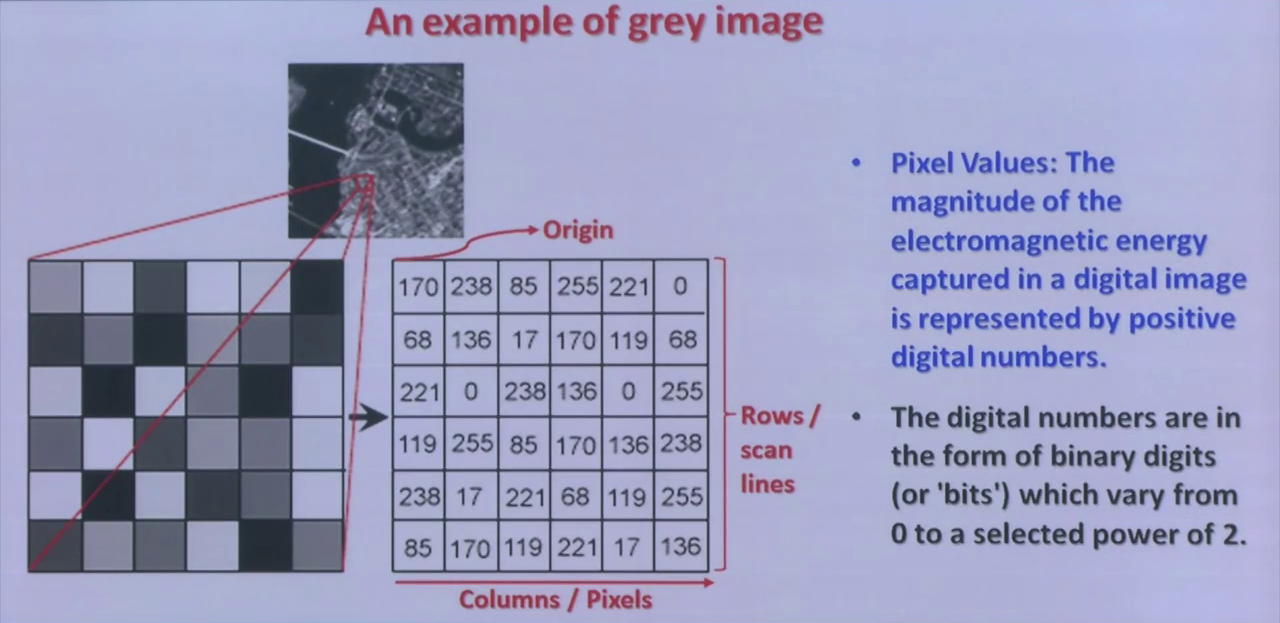 An example of grey image
Origin
170 238 85 255 221 0
68 136 17 170 119 68
221 0 238 136 0 255
119 255 85 170 136 238
238 17 221 68 119 255
85 170 119 221 17 136
Rows /
scan
lines
Columns / Pixels
• Pixel Values: The
magnitude of the
electromagnetic energy
captured in a digital image
is represented by positive
digital numbers.
• The digital numbers are in
the form of binary digits
(or 'bits') which vary from
0 to a selected power of 2.